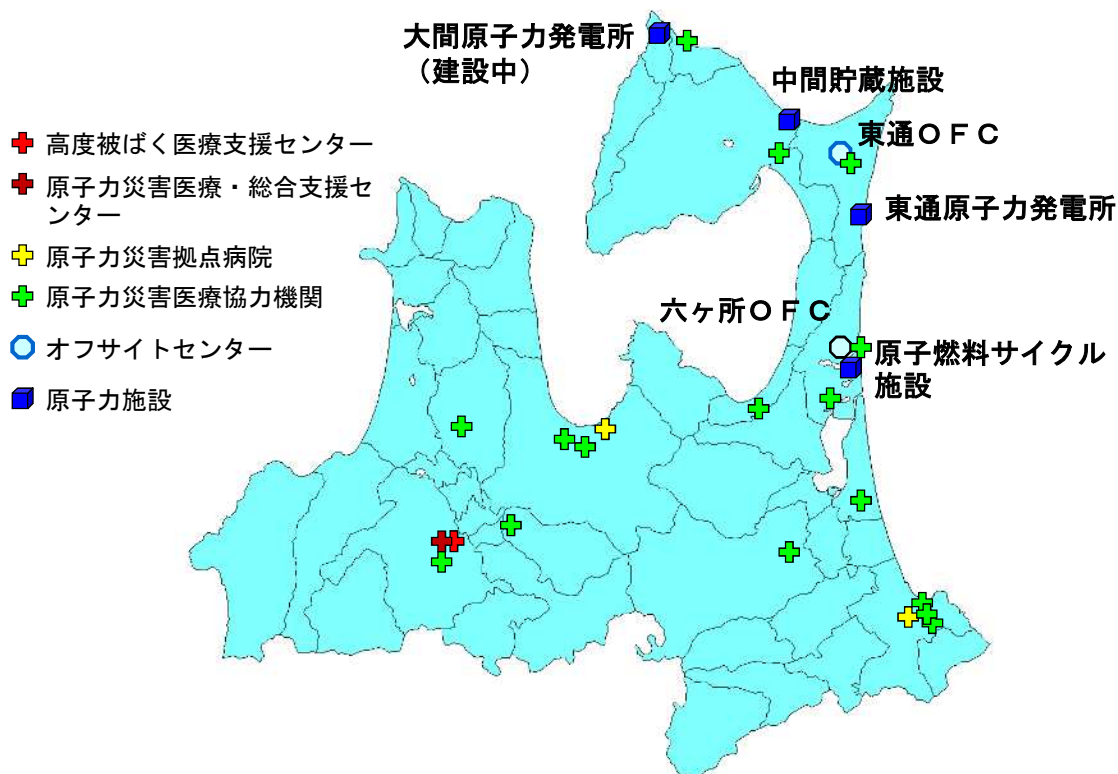 大間原子力発電所
（建設中）
中間貯蔵施設
東通ＯＦＣ
東通原子力発電所
六ヶ所ＯＦＣ
原子燃料サイクル
施設
高度被ばく医療支援センター
原子力災害医療・総合支援セ
ンター
原子力災害拠点病院
原子力災害医療協力機関
オフサイトセンター
原子力施設